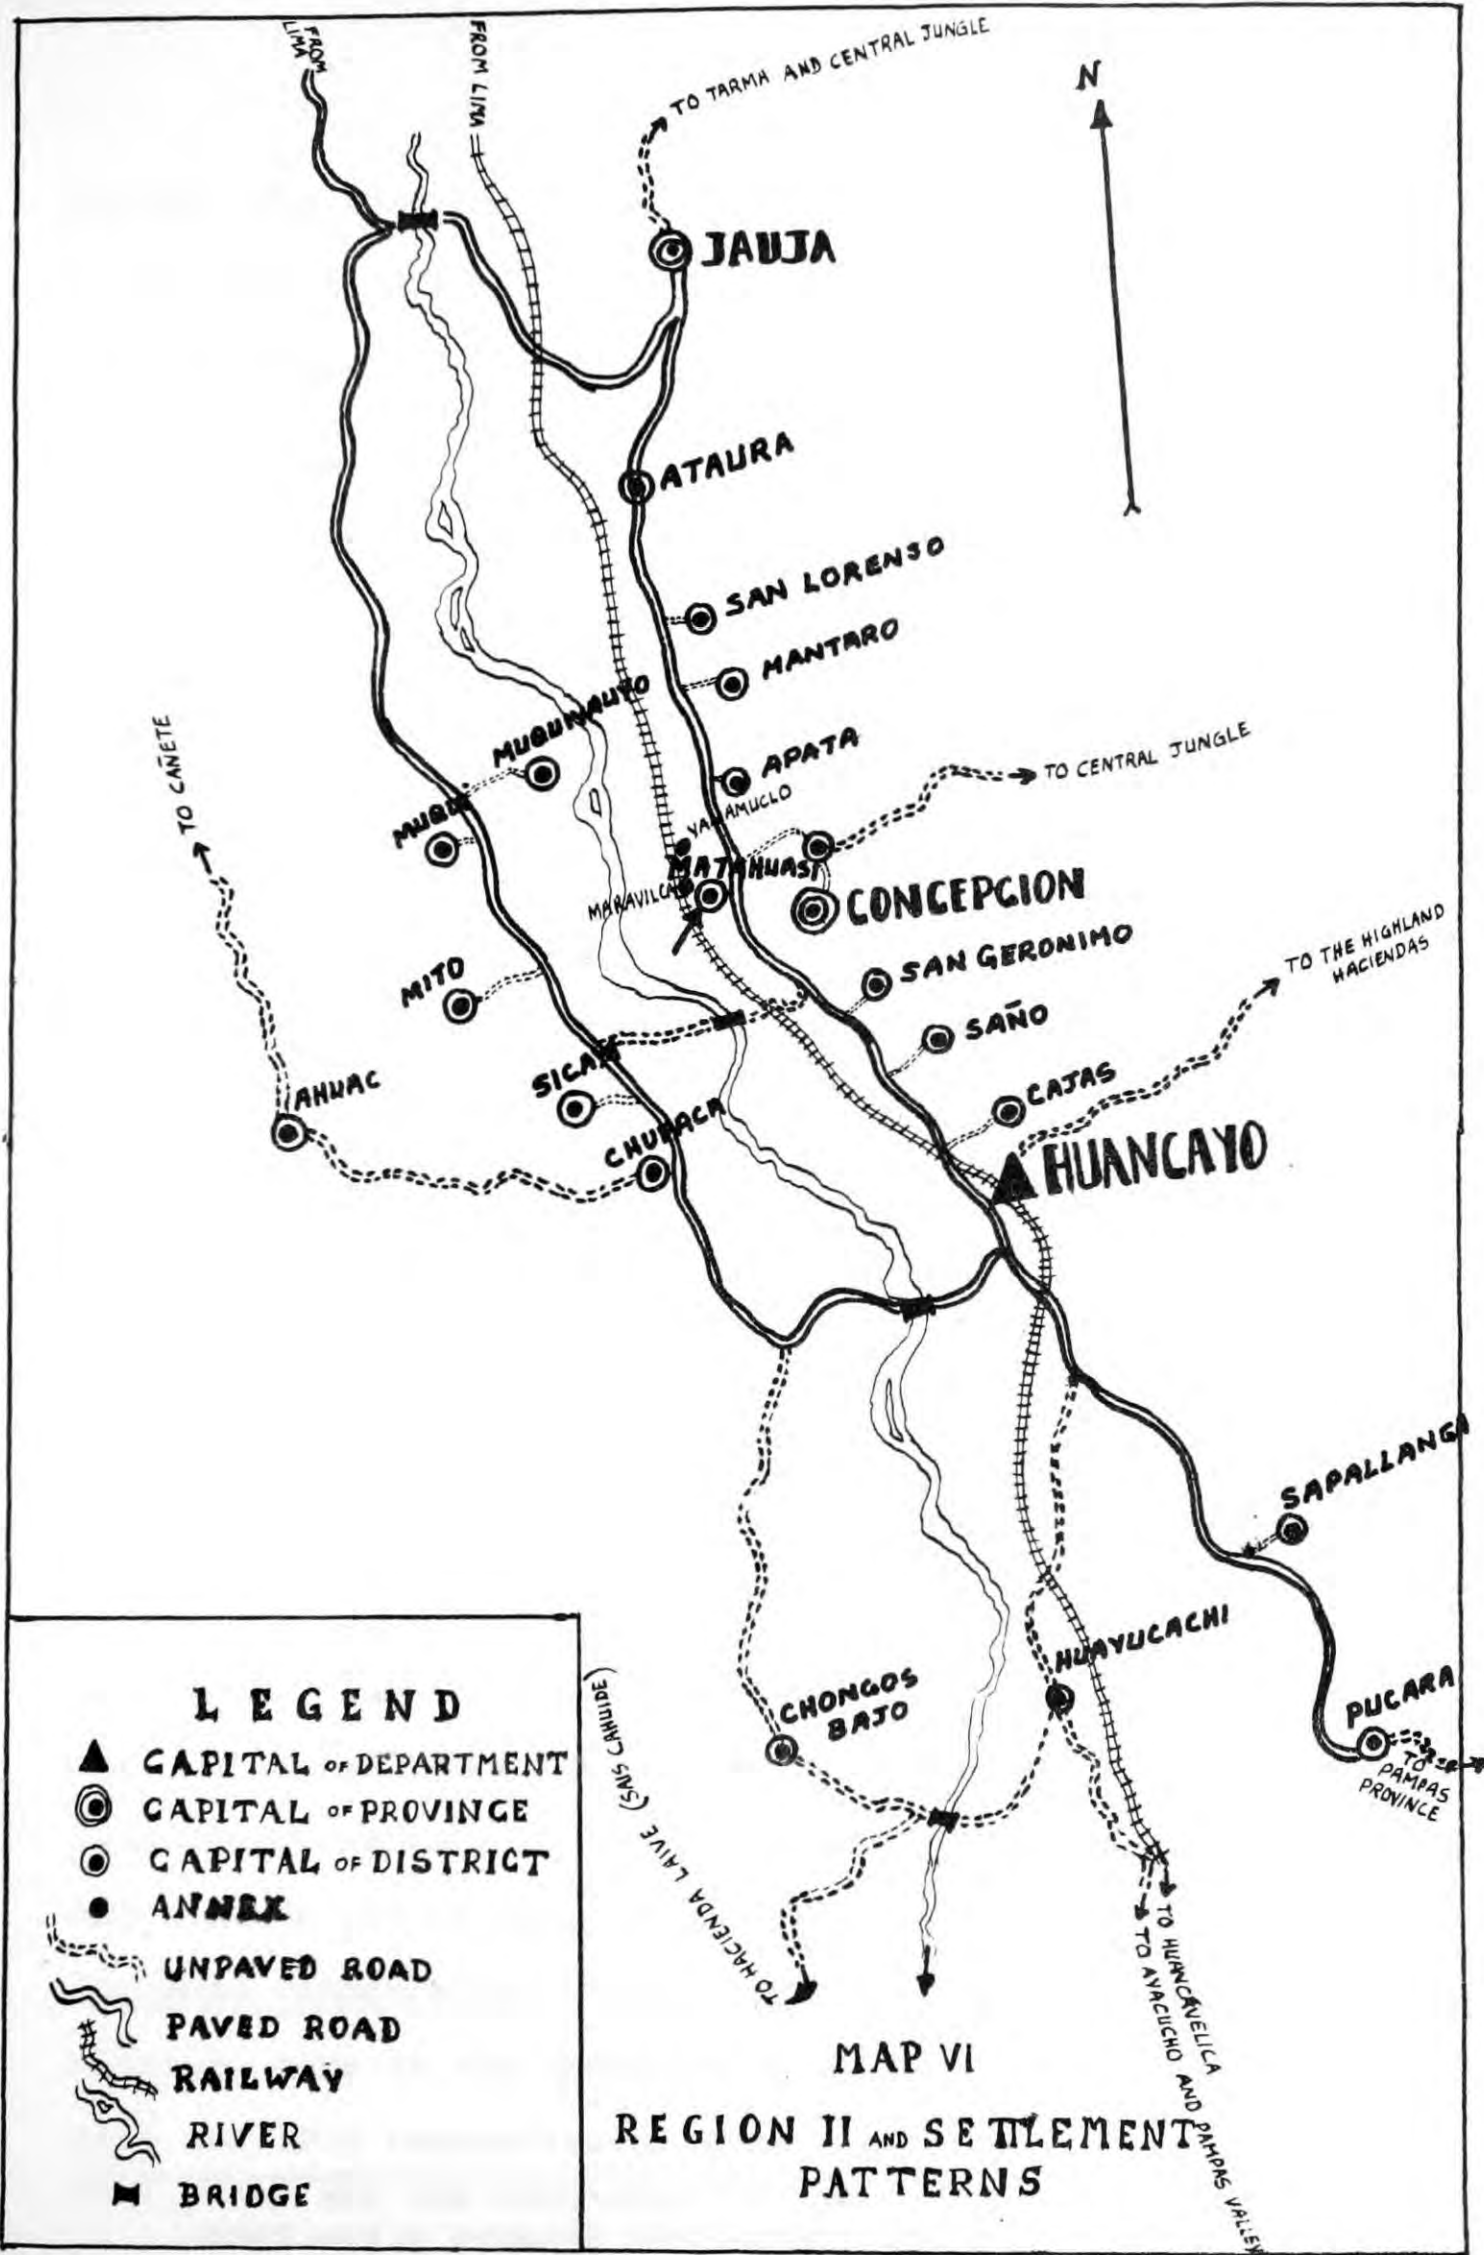 FROM
LIMA
FROM LIMA
TO TARMA AND CENTRAL JUNGLE
N
JAUJA
ATAURA
SAN LORENSO
MANTARO
MUQUINAUYO
APATA
TO CAÑETE
TO CENTRAL JUNGLE
MUQUI
YANAMUCLO
MATAHUASI
MARAVILCA
CONCEPCION
SAN GERONIMO
TO THE HIGHLAND
HACIENDAS
MITO
SAÑO
SICAYA
CAJAS
AHUAC
CHUPACA
HUANCAYO
SAPALLANGA
HUAYUCACHI
CHONGOS
BAJO
PUCARA
TO
PAMPAS
PROVINCE
TO HACIENDA LAIVE (SAIS CAHUIDE)
TO HUANCAVELICA
TO AYACUCHO AND PAMPAS VALLEY
LEGEND
CAPITAL OF DEPARTMENT
CAPITAL OF PROVINCE
CAPITAL OF DISTRICT
ANNEX
UNPAVED ROAD
PAVED ROAD
RAILWAY
RIVER
BRIDGE
MAP VI
REGION II AND SETTLEMENT
PATTERNS